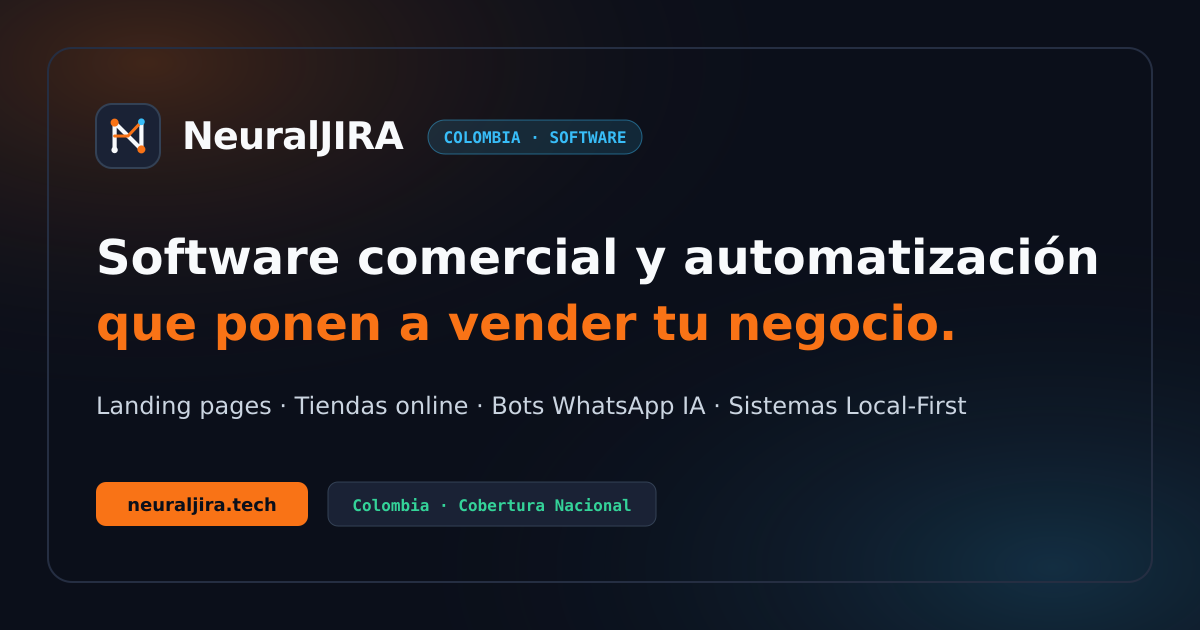 NeuralJIRA
COLOMBIA · SOFTWARE
Software comercial y automatización
que ponen a vender tu negocio.
Landing pages · Tiendas online · Bots WhatsApp IA · Sistemas Local-First
neuraljira.tech
Colombia · Cobertura Nacional